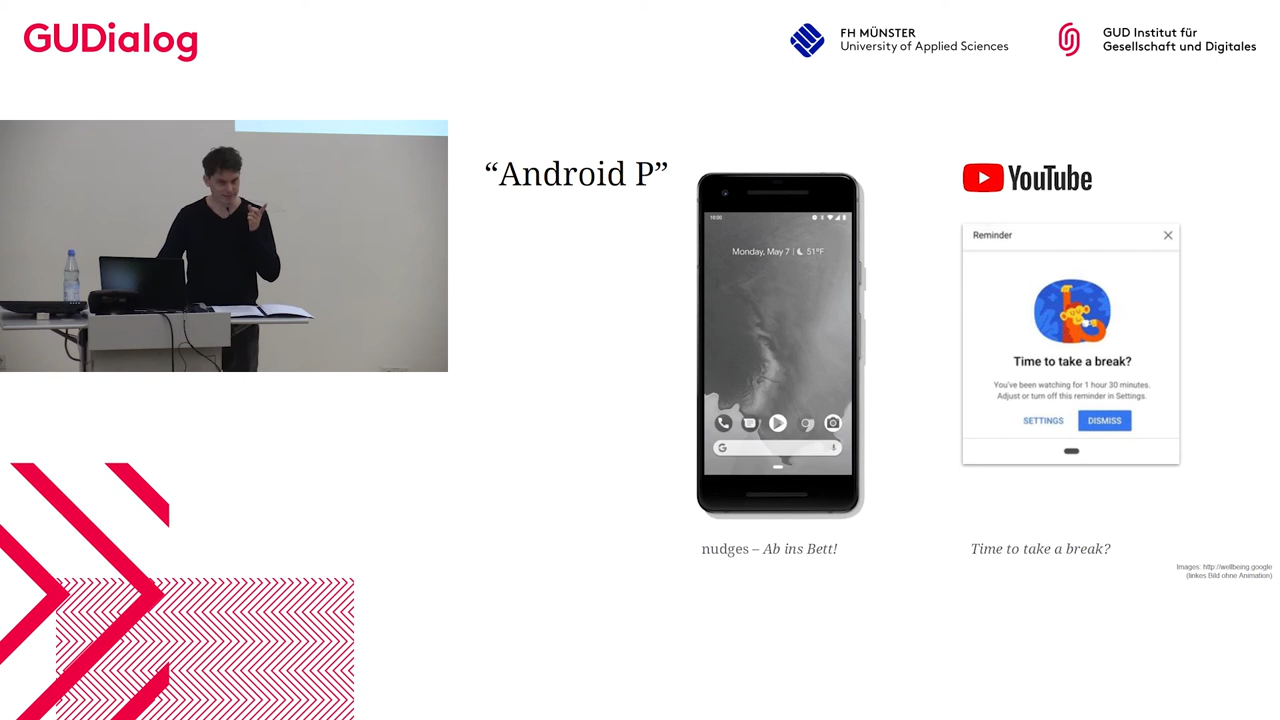 GUDialog
FH MÜNSTER
University of Applied Sciences
GUD Institut für
Gesellschaft und Digitales
“Android P”
YouTube
Reminder
Monday, May 7 | 51°F
Time to take a break?
You've been watching for 1 hour 30 minutes.
Adjust or turn off this reminder in Settings.
SETTINGS
DISMISS
G
nudges – Ab ins Bett!
Time to take a break?
Images: http://wellbeing.google
(linkes Bild ohne Animation)